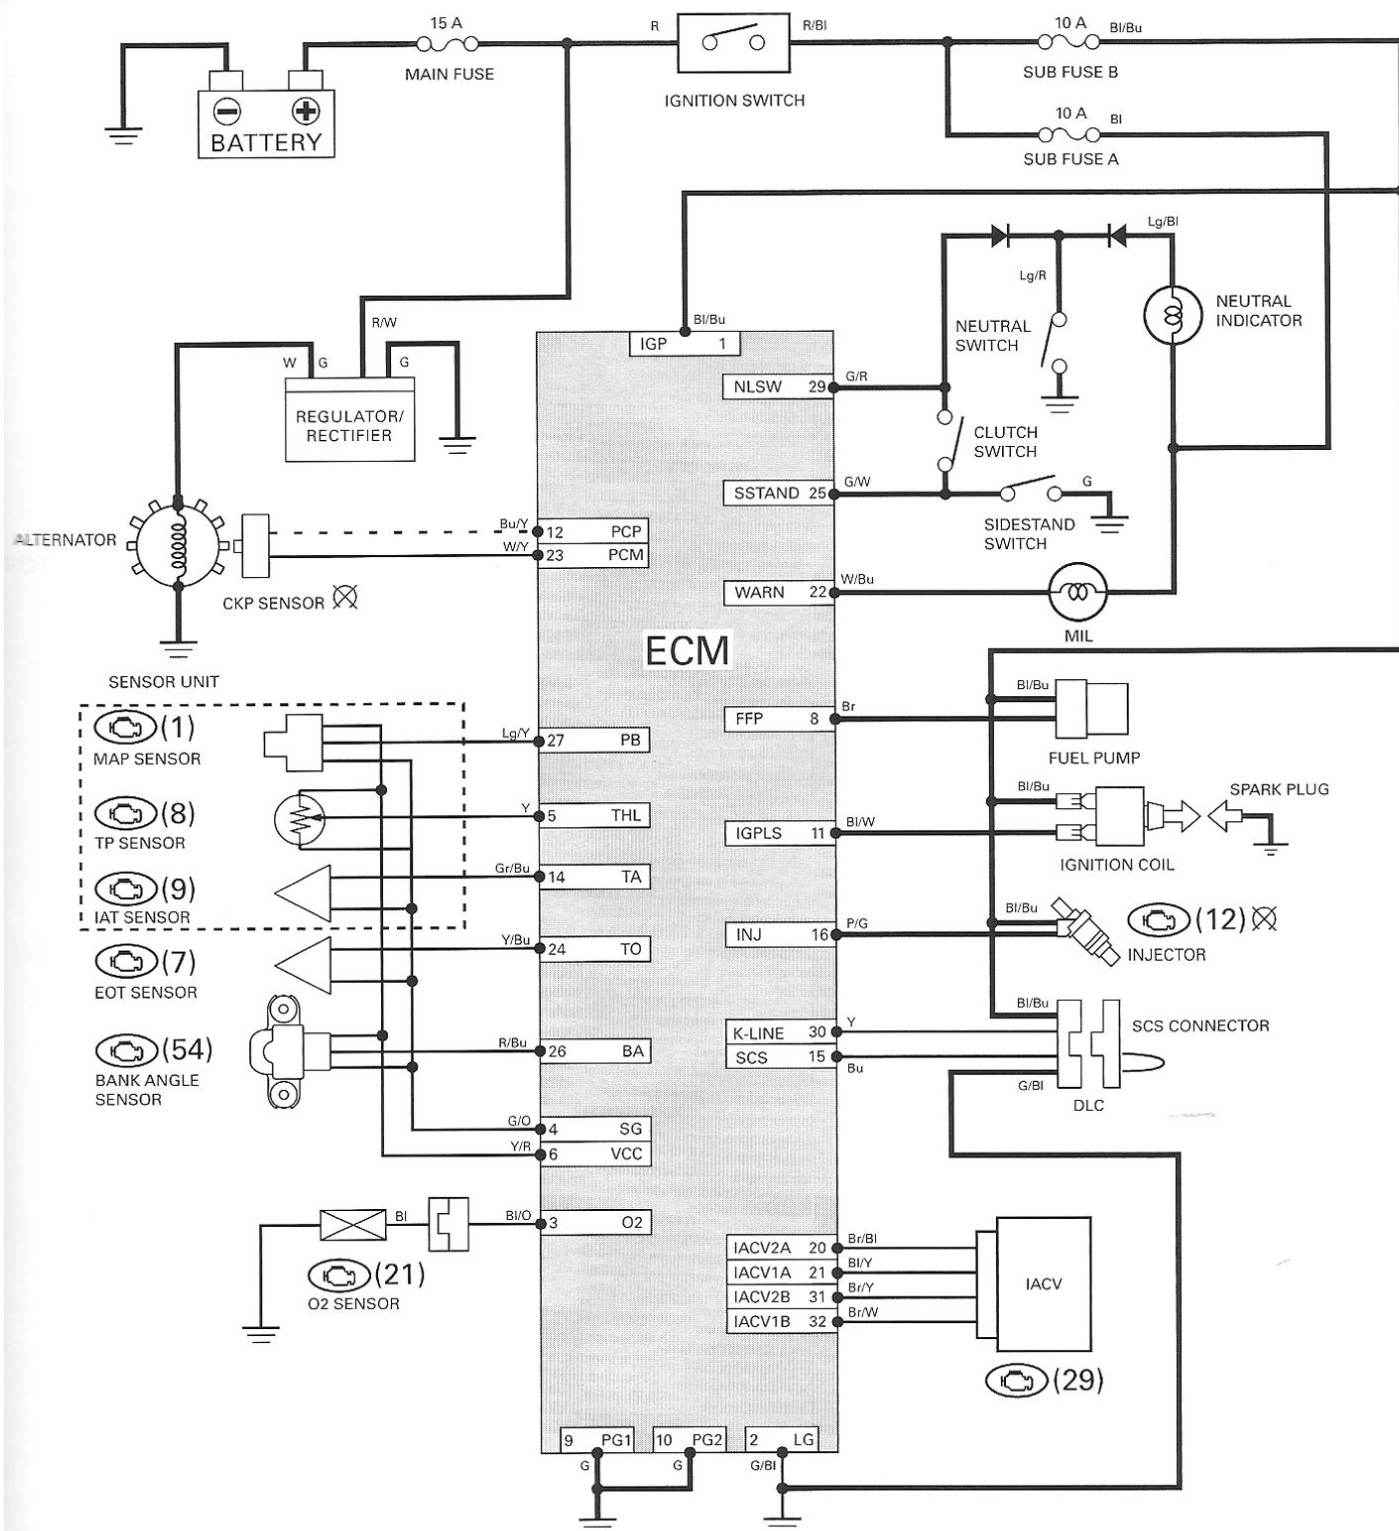 15 A
MAIN FUSE
R
R/Bl
IGNITION SWITCH
10 A
Bl/Bu
SUB FUSE B
10 A
Bl
SUB FUSE A
BATTERY
R/W
W
G
G
REGULATOR/
RECTIFIER
ALTERNATOR
CKP SENSOR
Bl/Bu
IGP 1
NLSW 29
G/R
Lg/Bl
Lg/R
NEUTRAL
SWITCH
NEUTRAL
INDICATOR
CLUTCH
SWITCH
SSTAND 25
G/W
G
SIDESTAND
SWITCH
Bu/Y
12 PCP
W/Y
23 PCM
WARN 22
W/Bu
MIL
ECM
SENSOR UNIT
(1)
MAP SENSOR
Lg/Y
27 PB
(8)
TP SENSOR
Y
5 THL
(9)
IAT SENSOR
Gr/Bu
14 TA
(7)
EOT SENSOR
Y/Bu
24 TO
(54)
BANK ANGLE
SENSOR
R/Bu
26 BA
G/O
4 SG
Y/R
6 VCC
Bl
Bl/O
3 O2
(21)
O2 SENSOR
FFP 8
Br
Bl/Bu
FUEL PUMP
IGPLS 11
Bl/W
Bl/Bu
SPARK PLUG
IGNITION COIL
INJ 16
P/G
Bl/Bu
(12)
INJECTOR
K-LINE 30
Y
Bl/Bu
SCS CONNECTOR
SCS 15
Bu
G/Bl
DLC
IACV2A 20
Br/Bl
IACV1A 21
Bl/Y
IACV2B 31
Br/Y
IACV1B 32
Br/W
IACV
(29)
9 PG1
10 PG2
2 LG
G
G
G/Bl